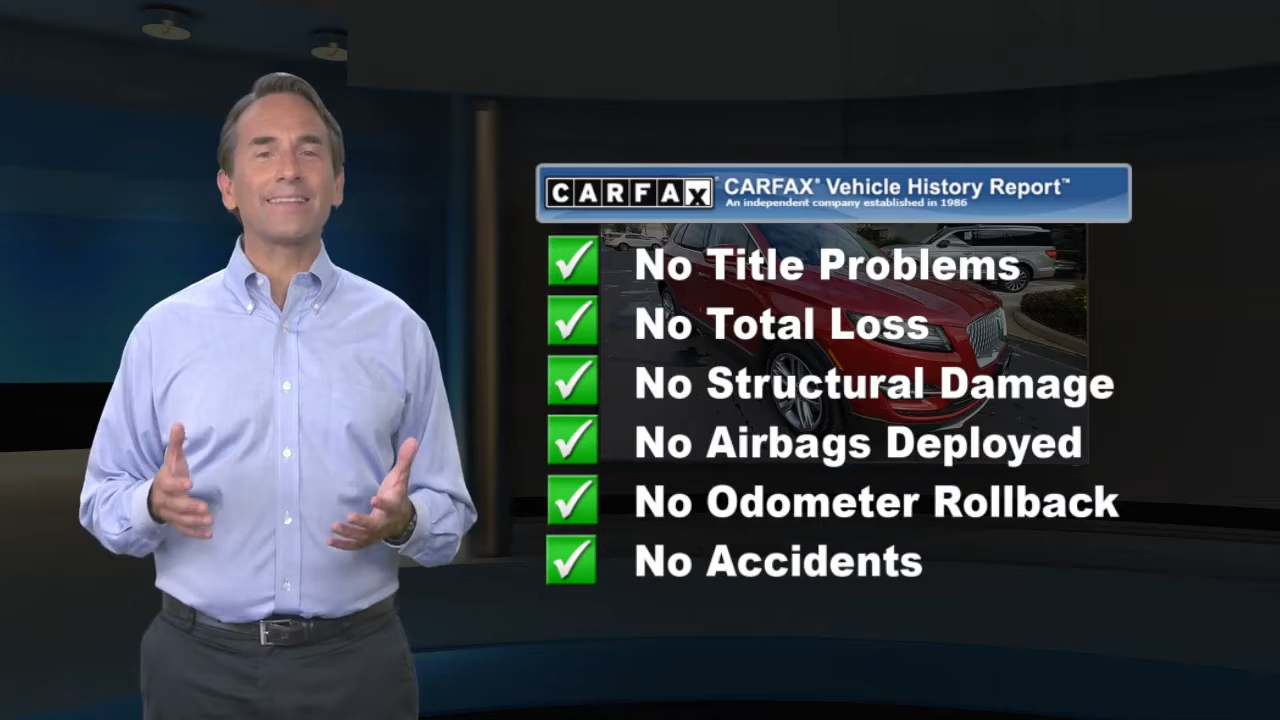 CARFAX® CARFAX® Vehicle History Report™
An independent company established in 1986
No Title Problems
No Total Loss
No Structural Damage
No Airbags Deployed
No Odometer Rollback
No Accidents